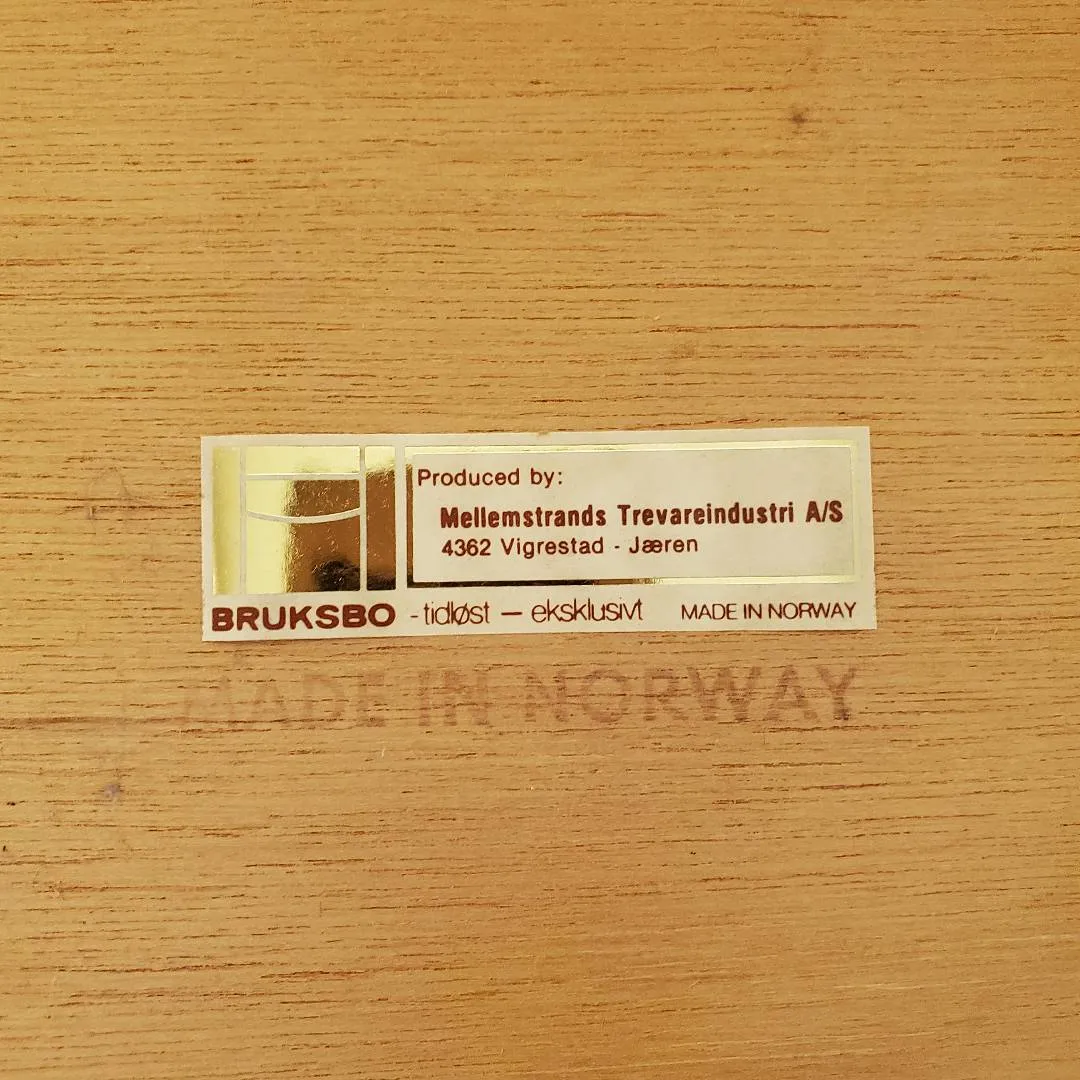 Produced by:
Mellemstrands Trevareindustri A/S
4362 Vigrestad - Jæren
BRUKSBO - tidløst — eksklusivt MADE IN NORWAY
MADE IN NORWAY